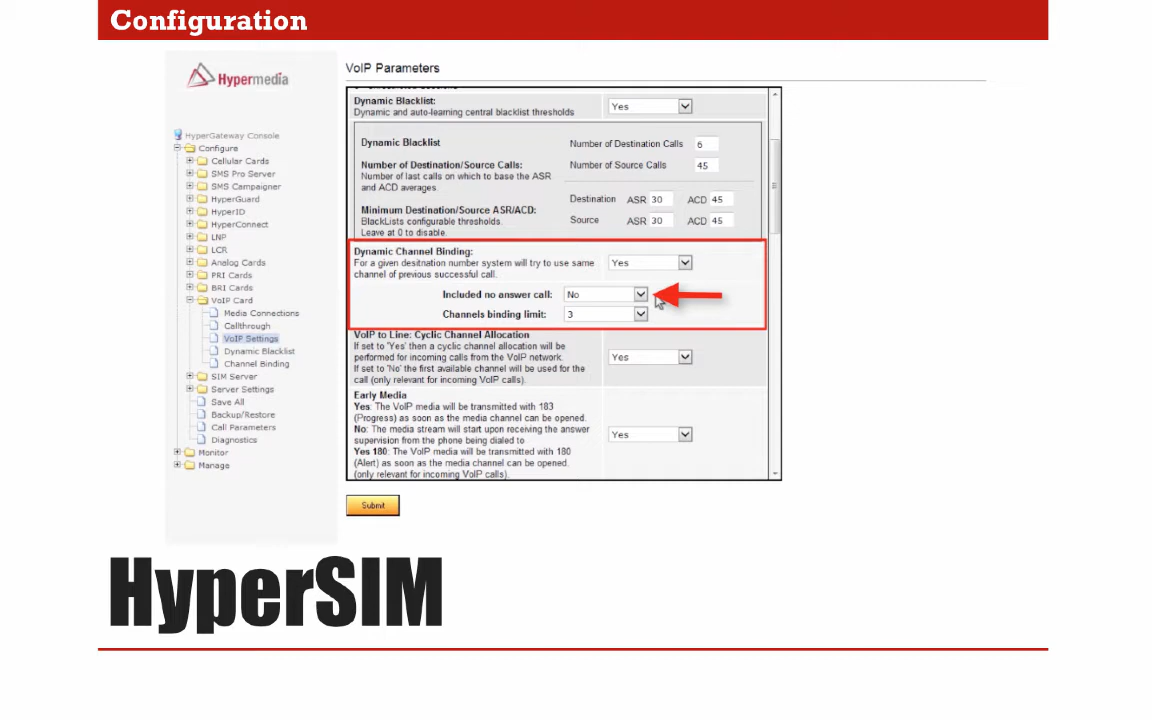 Configuration
Hypermedia
HyperGateway Console
Configure
Cellular Cards
SMS Pro Server
SMS Campaigner
HyperGuard
HyperID
HyperConnect
LNP
LCR
Analog Cards
PRI Cards
BRI Cards
VoIP Card
Media Connections
Callthrough
VoIP Settings
Dynamic Blacklist
Channel Binding
SIM Server
Server Settings
Save All
Backup/Restore
Call Parameters
Diagnostics
Monitor
Manage
VoIP Parameters
Dynamic Blacklist: Yes
Dynamic and auto-learning central blacklist thresholds
Dynamic Blacklist
Number of Destination Calls 6
Number of Destination/Source Calls:
Number of last calls on which to base the ASR
and ACD averages.
Number of Source Calls 45
Minimum Destination/Source ASR/ACD:
BlackLists configurable thresholds.
Leave at 0 to disable.
Destination ASR 30 ACD 45
Source ASR 30 ACD 45
Dynamic Channel Binding:
For a given desitnation number system will try to use same
channel of previous successful call.
Yes
Included no answer call: No
Channels binding limit: 3
VoIP to Line: Cyclic Channel Allocation
If set to 'Yes' then a cyclic channel allocation will be
performed for incoming calls from the VoIP network.
If set to 'No' the first available channel will be used for the
call (only relevant for incoming VoIP calls).
Yes
Early Media
Yes: The VoIP media will be transmitted with 183
(Progress) as soon as the media channel can be opened.
No: The media stream will start upon receiving the answer
supervision from the phone being dialed to
Yes 180: The VoIP media will be transmitted with 180
(Alert) as soon as the media channel can be opened.
(only relevant for incoming VoIP calls).
Yes
Submit
HyperSIM